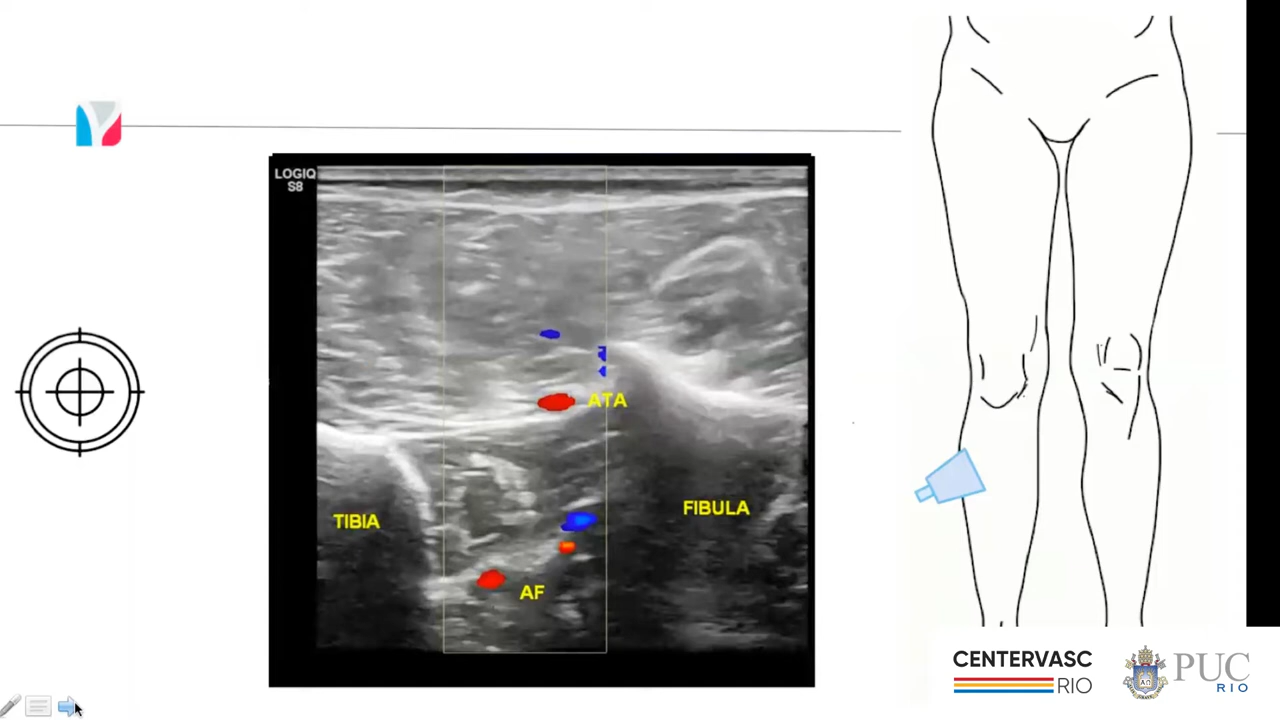 LOGIQ
S8
ATA
TIBIA
FIBULA
AF
CENTERVASC
RIO
PUC
RIO